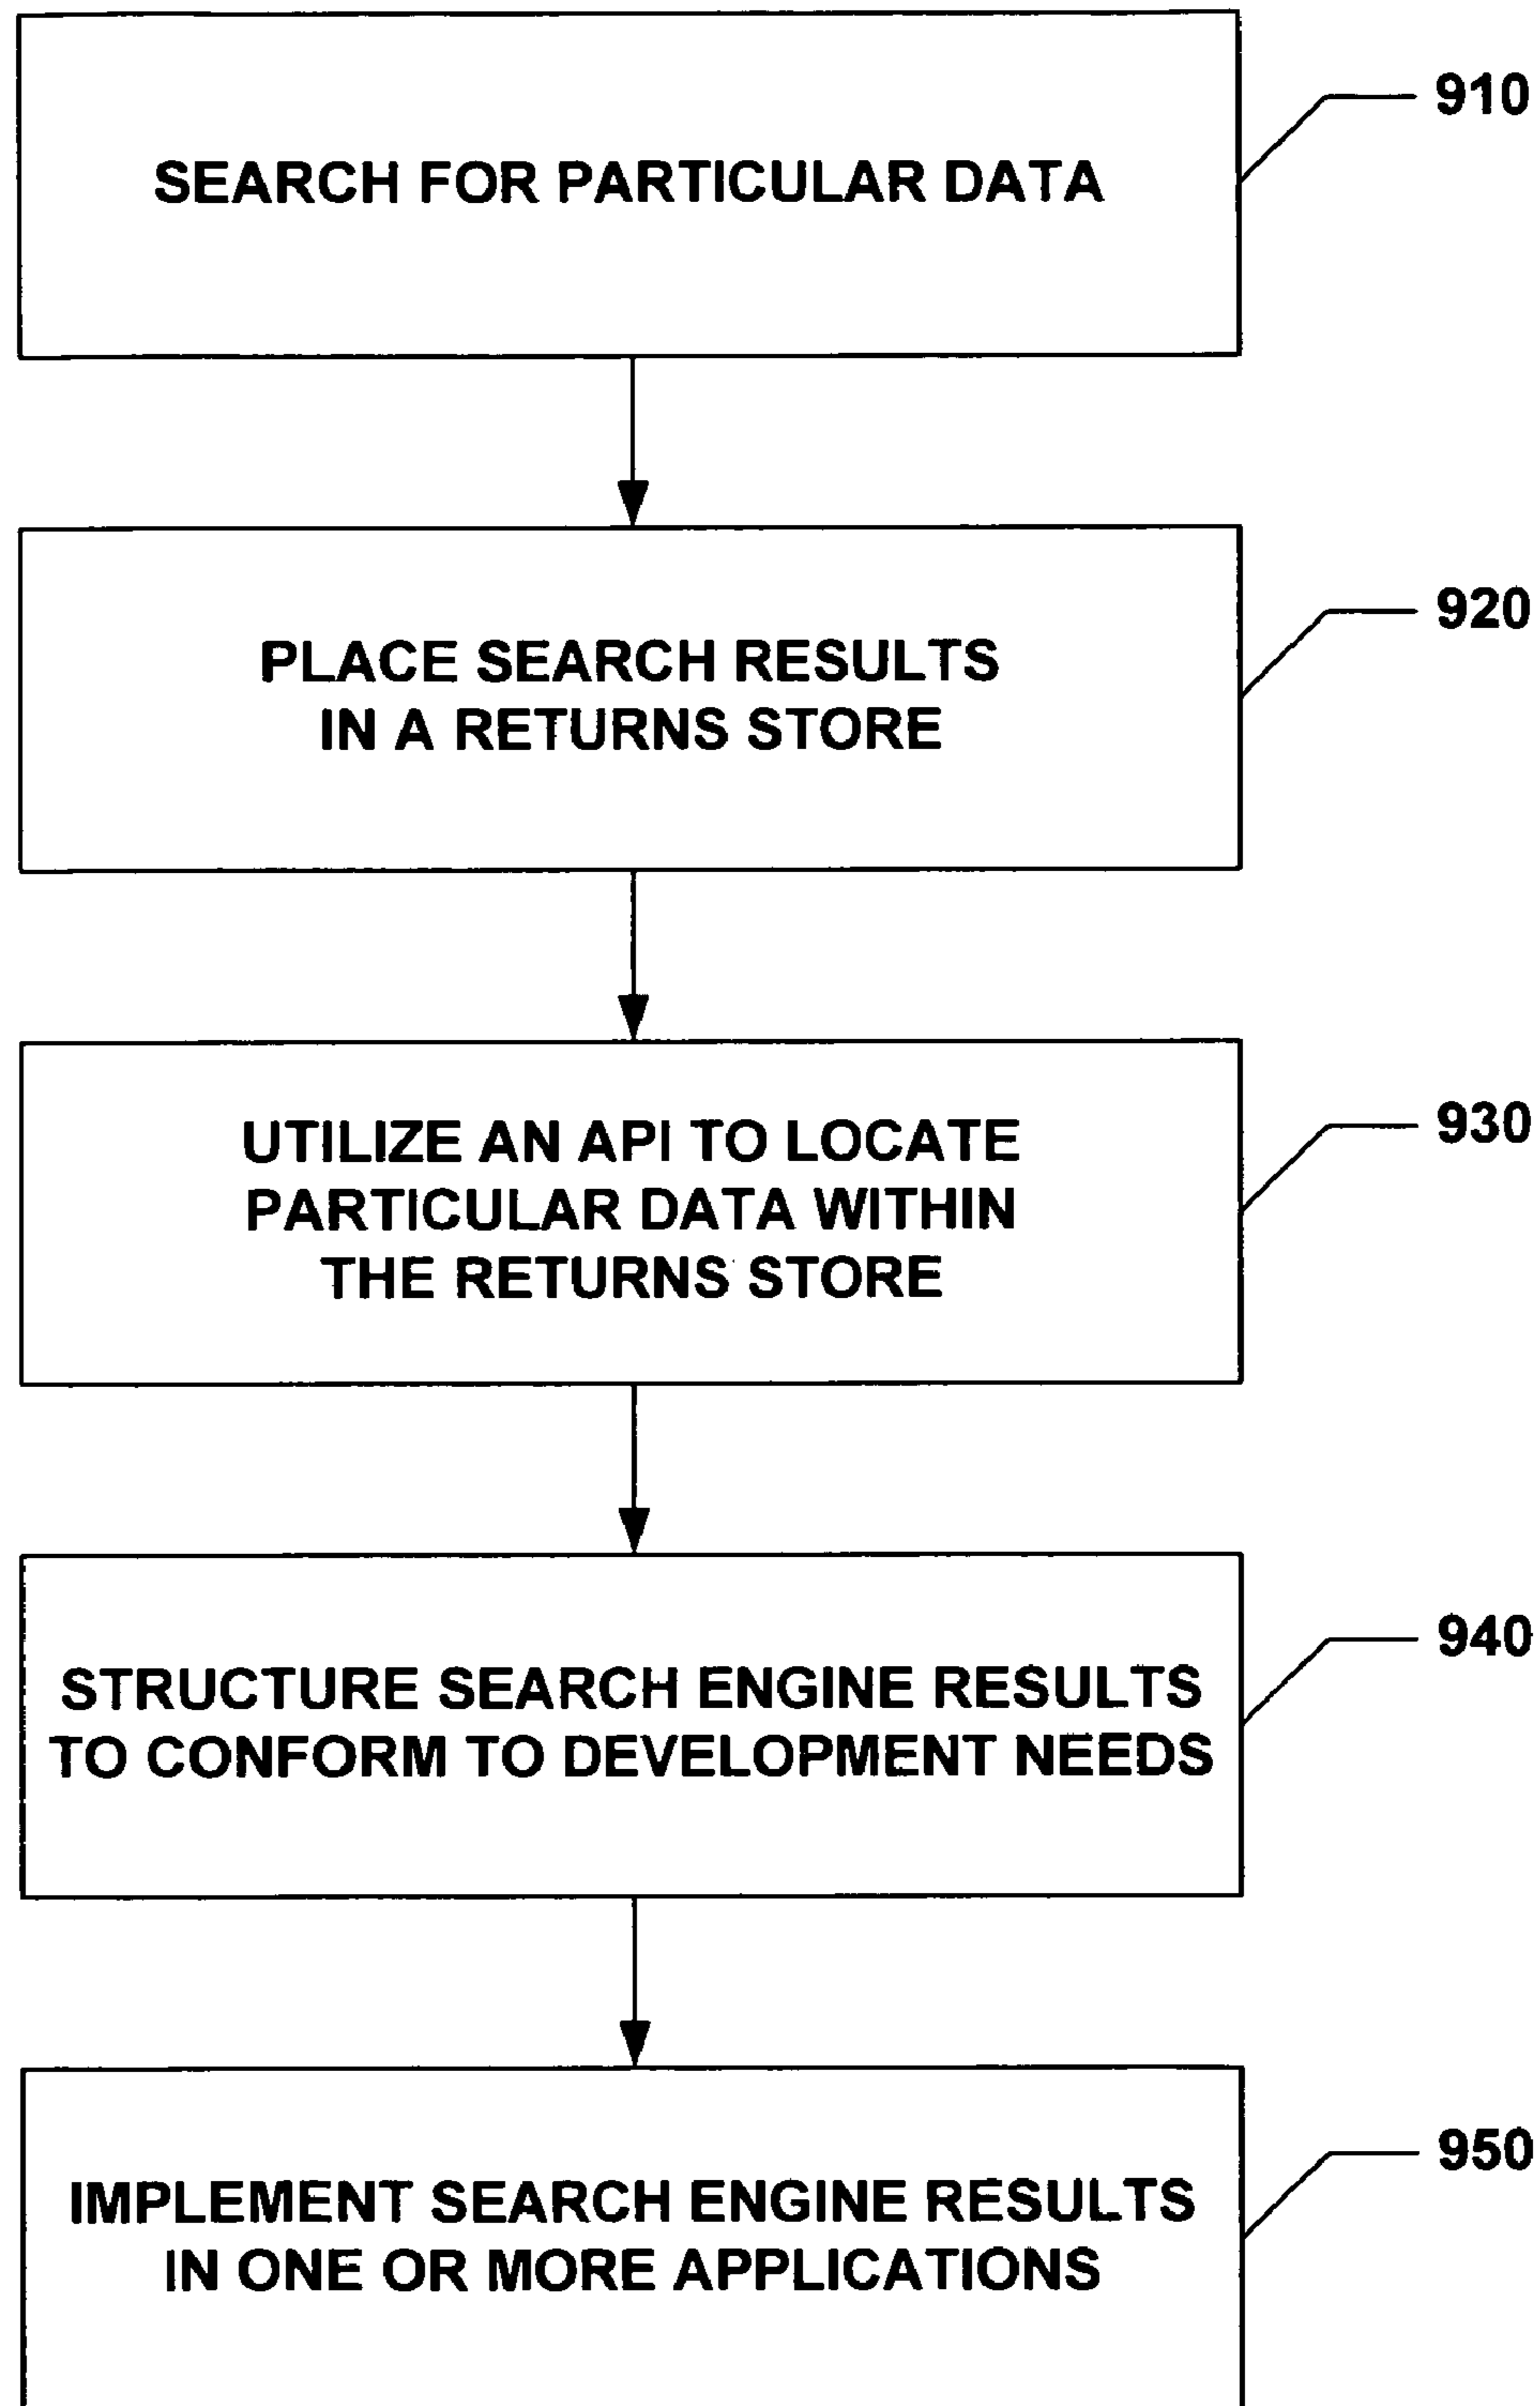 910
SEARCH FOR PARTICULAR DATA
920
PLACE SEARCH RESULTS
IN A RETURNS STORE
930
UTILIZE AN API TO LOCATE
PARTICULAR DATA WITHIN
THE RETURNS STORE
940
STRUCTURE SEARCH ENGINE RESULTS
TO CONFORM TO DEVELOPMENT NEEDS
950
IMPLEMENT SEARCH ENGINE RESULTS
IN ONE OR MORE APPLICATIONS